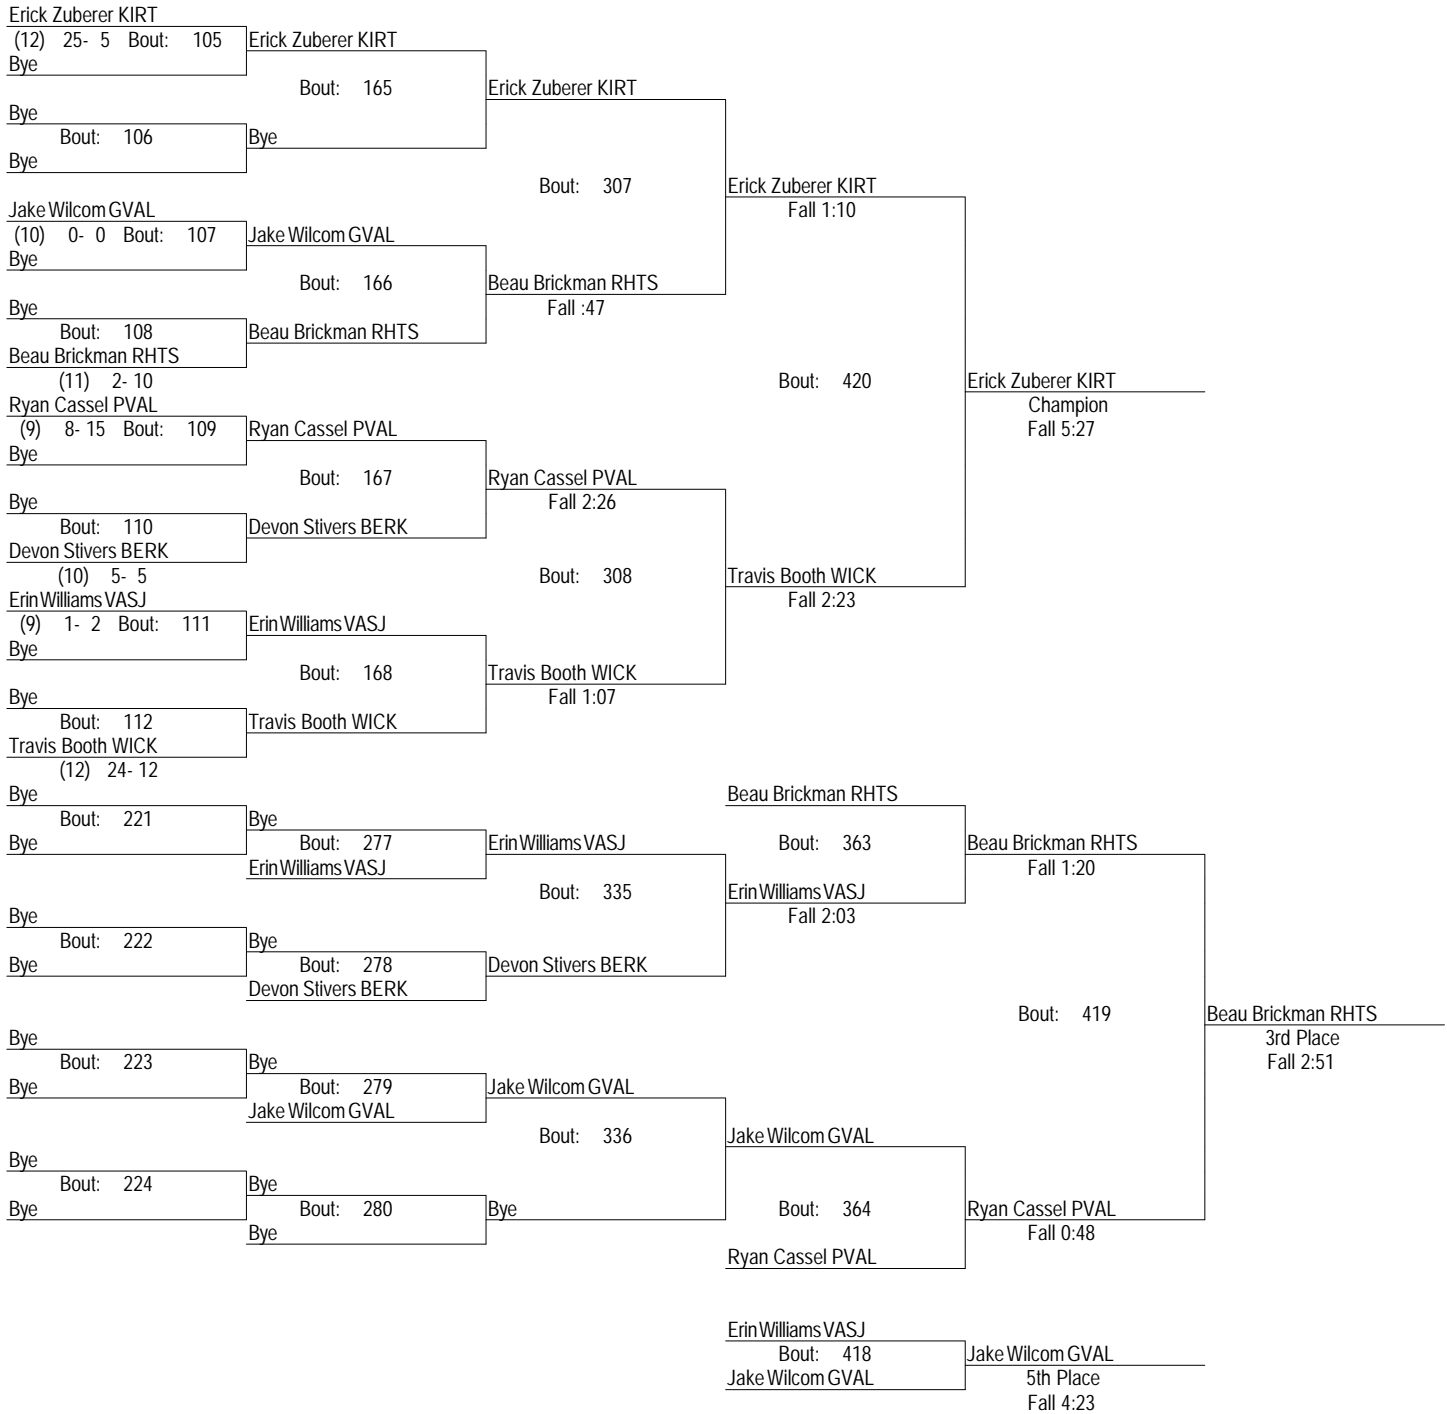 Erick Zuberer KIRT
(12) 25- 5 Bout: 105 Erick Zuberer KIRT
Bye
Bout: 165 Erick Zuberer KIRT
Bye
Bout: 106 Bye
Bye
Bout: 307 Erick Zuberer KIRT
Fall 1:10
Jake Wilcom GVAL
(10) 0- 0 Bout: 107 Jake Wilcom GVAL
Bye
Bout: 166 Beau Brickman RHTS
Fall :47
Bye
Bout: 108 Beau Brickman RHTS
Beau Brickman RHTS
(11) 2- 10 Bout: 420 Erick Zuberer KIRT
Champion
Fall 5:27
Ryan Cassel PVAL
(9) 8- 15 Bout: 109 Ryan Cassel PVAL
Bye
Bout: 167 Ryan Cassel PVAL
Fall 2:26
Bye
Bout: 110 Devon Stivers BERK
Devon Stivers BERK
(10) 5- 5 Bout: 308 Travis Booth WICK
Fall 2:23
Erin Williams VASJ
(9) 1- 2 Bout: 111 Erin Williams VASJ
Bye
Bout: 168 Travis Booth WICK
Fall 1:07
Bye
Bout: 112 Travis Booth WICK
Travis Booth WICK
(12) 24- 12
Bye Beau Brickman RHTS
Bout: 221 Bye
Bye Bout: 277 Erin Williams VASJ Bout: 363 Beau Brickman RHTS
Erin Williams VASJ Fall 1:20
Bout: 335 Erin Williams VASJ
Bye Fall 2:03
Bout: 222 Bye
Bye Bout: 278 Devon Stivers BERK
Devon Stivers BERK
Bout: 419 Beau Brickman RHTS
Bye 3rd Place
Bout: 223 Bye Fall 2:51
Bye Bout: 279 Jake Wilcom GVAL
Jake Wilcom GVAL
Bout: 336 Jake Wilcom GVAL
Bye
Bout: 224 Bye
Bye Bout: 280 Bye Bout: 364 Ryan Cassel PVAL
Bye Fall 0:48
Ryan Cassel PVAL
Erin Williams VASJ
Bout: 418 Jake Wilcom GVAL
Jake Wilcom GVAL 5th Place
Fall 4:23